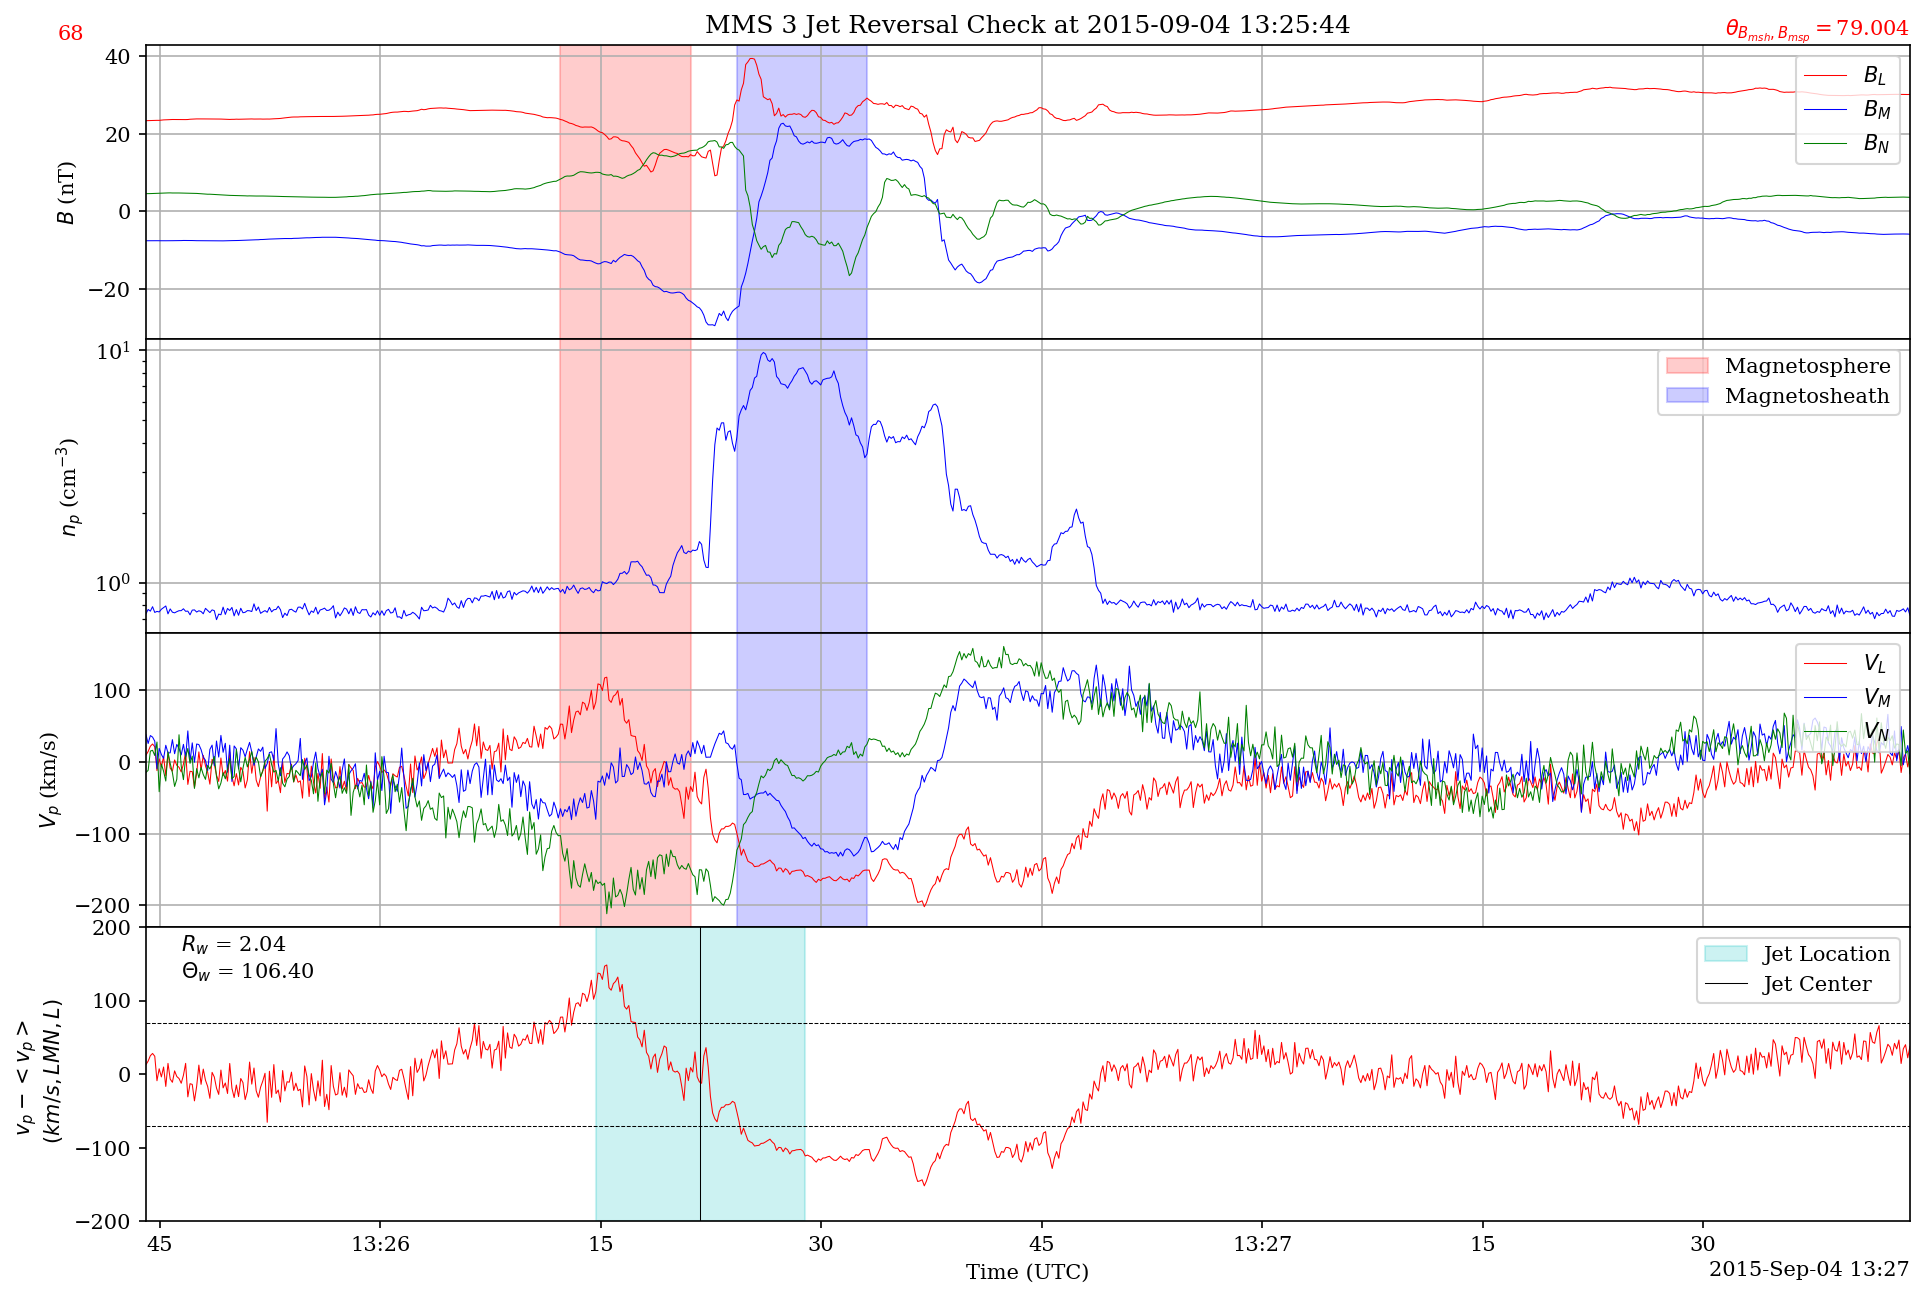 68
MMS 3 Jet Reversal Check at 2015-09-04 13:25:44
θ_{B_{msh}, B_{msp}} = 79.004
40
20
0
−20
B (nT)
B_L
B_M
B_N
10^1
10^0
n_p (cm^{−3})
Magnetosphere
Magnetosheath
100
0
−100
−200
V_p (km/s)
V_L
V_M
V_N
200
100
0
−100
−200
v_p − < v_p >
(km/s, LMN, L)
R_w = 2.04
Θ_w = 106.40
Jet Location
Jet Center
45 13:26 15 30 45 13:27 15 30
Time (UTC)
2015-Sep-04 13:27